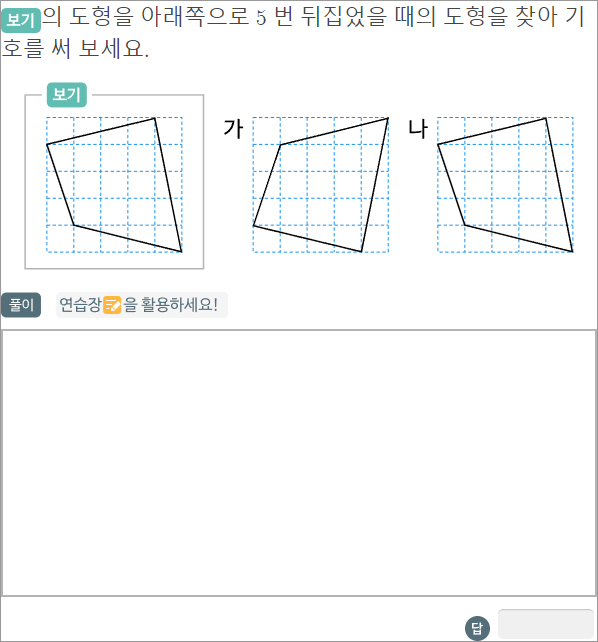 보기의 도형을 아래쪽으로 5 번 뒤집었을 때의 도형을 찾아 기
호를 써 보세요.
보기
가
나
풀이 연습장을 활용하세요!
답